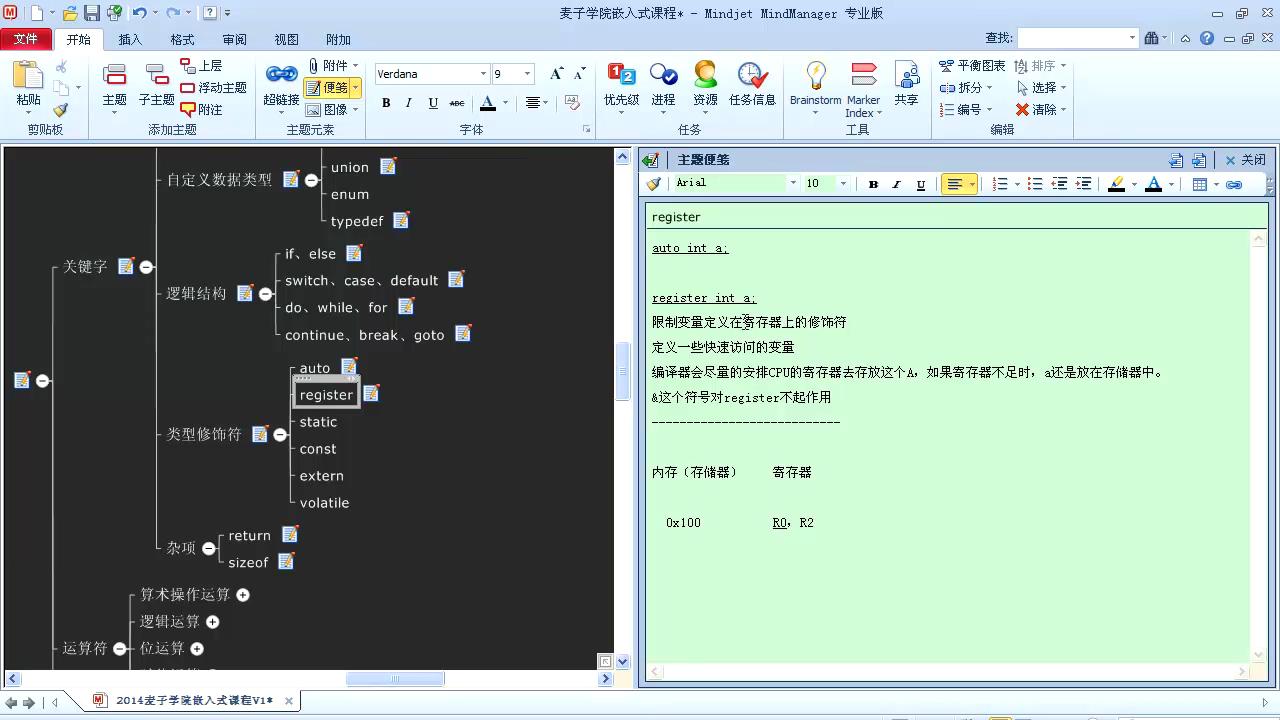 麦子学院嵌入式课程* - Mindjet MindManager 专业版
文件 开始 插入 格式 审阅 视图 附加 查找:
粘贴 主题 子主题 上层 浮动主题 附注 超链接 附件 便笺 图像 Verdana 9 优先级 进程 资源 任务信息 Brainstorm Marker Index 共享 平衡图表 拆分 编号 排序 选择 清除
剪贴板 添加主题 主题元素 字体 任务 工具 编辑
union
自定义数据类型
enum
typedef
关键字
if、else
switch、case、default
逻辑结构
do、while、for
continue、break、goto
auto
register
static
类型修饰符
const
extern
volatile
return
杂项
sizeof
算术操作运算
逻辑运算
运算符
位运算
2014麦子学院嵌入式课程V1*
主题便笺 关闭
Arial 10 B I U
register
auto int a;
register int a;
限制变量定义在寄存器上的修饰符
定义一些快速访问的变量
编译器会尽量的安排CPU的寄存器去存放这个A，如果寄存器不足时，a还是放在存储器中。
&这个符号对register不起作用
---------------------------
内存（存储器） 寄存器
0x100 R0，R2